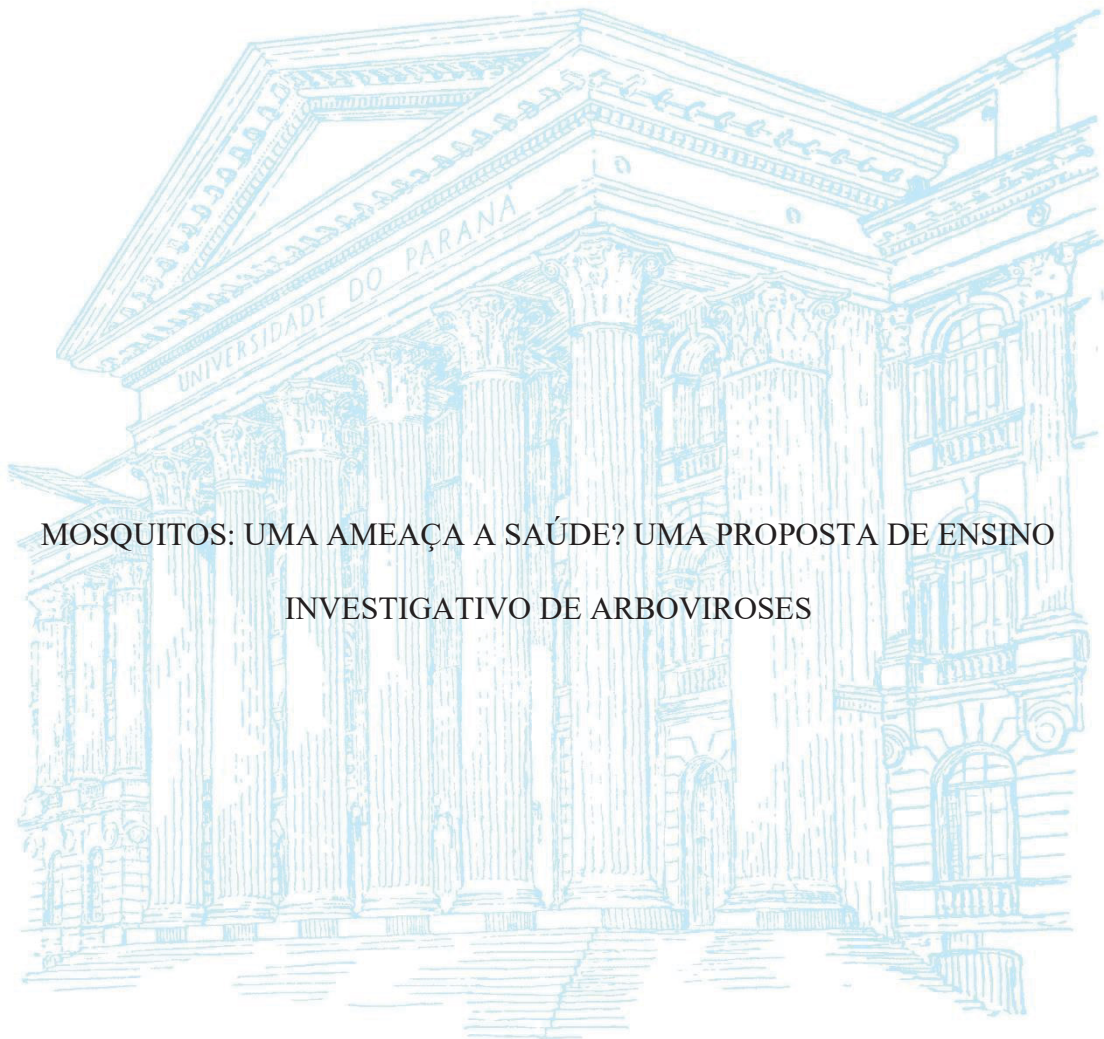 UNIVERSIDADE DO PARANÁ
MOSQUITOS: UMA AMEAÇA A SAÚDE? UMA PROPOSTA DE ENSINO
INVESTIGATIVO DE ARBOVIROSES